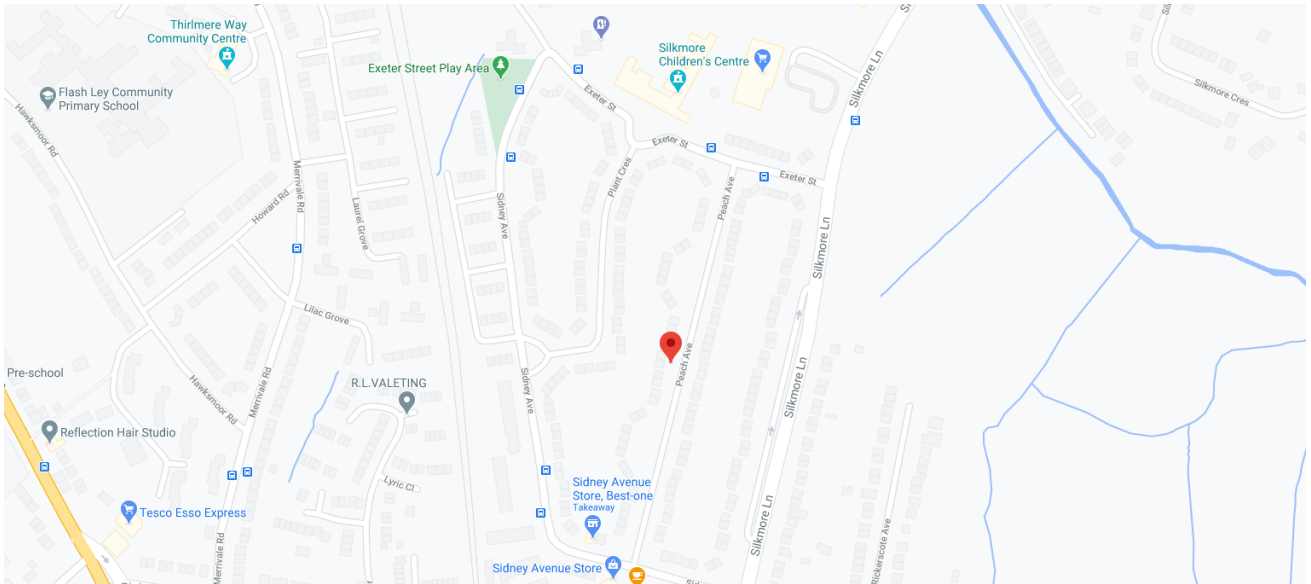 Thirlmere Way
Community Centre
Exeter Street Play Area
Silkmore
Children's Centre
Silkmore Ln
Silkmore Cres
Flash Ley Community
Primary School
Hawksmoor Rd
Exeter St
Exeter St
Exeter St
Merrivale Rd
Howard Rd
Laurel Grove
Sidney Ave
Plant Cres
Peach Ave
Silkmore Ln
Lilac Grove
Pre-school
R.L.VALETING
Hawksmoor Rd
Merrivale Rd
Sidney Ave
Peach Ave
Silkmore Ln
Reflection Hair Studio
Lyric Cl
Sidney Avenue
Store, Best-one
Takeaway
Tesco Esso Express
Merrivale Rd
Silkmore Ln
Rickerscote Ave
Sidney Avenue Store